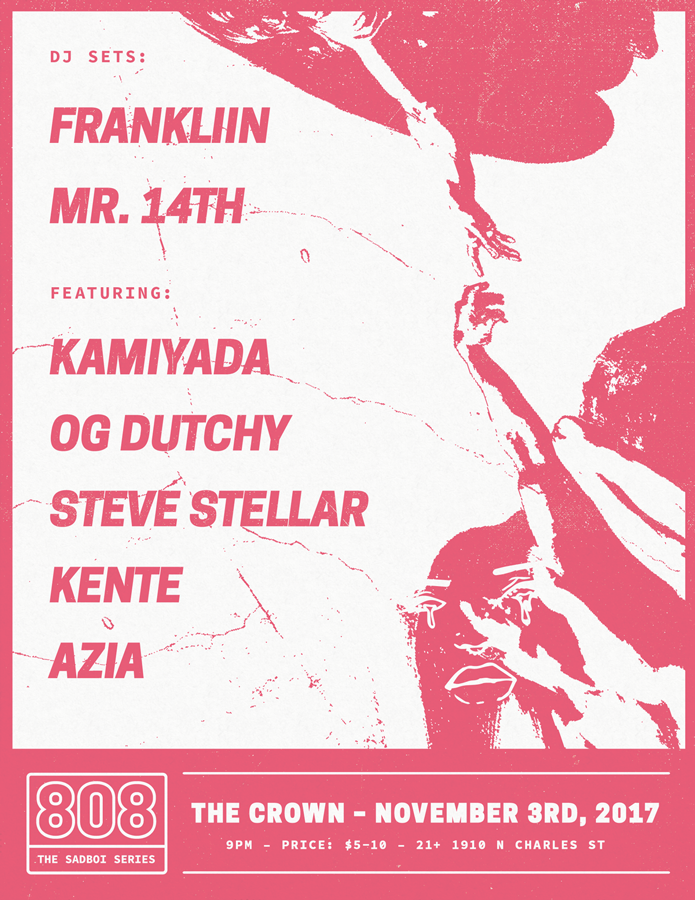 DJ SETS:
FRANKLIIN
MR. 14TH
FEATURING:
KAMIYADA
OG DUTCHY
STEVE STELLAR
KENTE
AZIA
808
THE SADBOI SERIES
THE CROWN – NOVEMBER 3RD, 2017
9PM – PRICE: $5–10 – 21+ 1910 N CHARLES ST